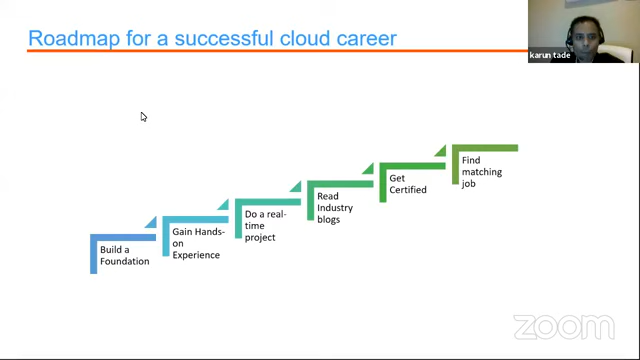 Roadmap for a successful cloud career
karun tade
Find
matching
job
Get
Certified
Read
Industry
blogs
Do a real-
time
project
Gain Hands-
on
Experience
Build a
Foundation
zoom